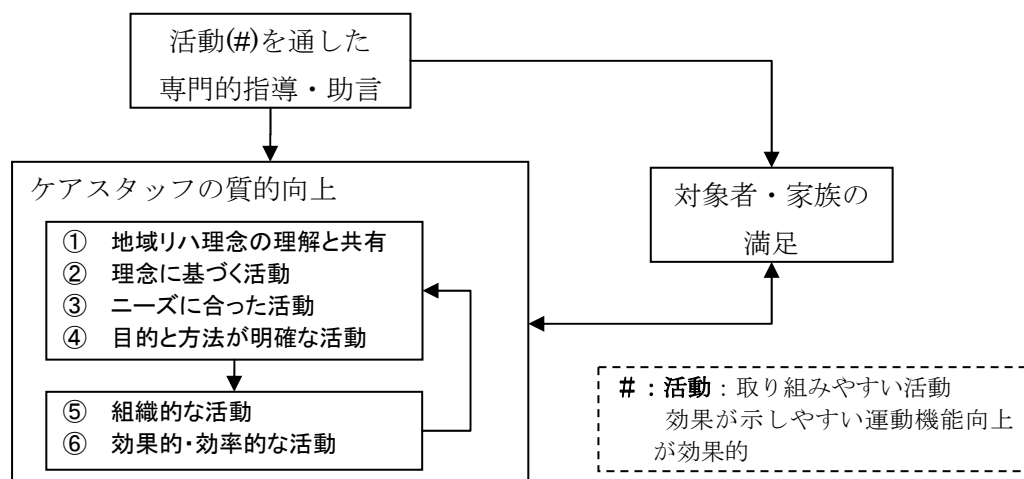 活動(#)を通した
専門的指導・助言
ケアスタッフの質的向上
① 地域リハ理念の理解と共有
② 理念に基づく活動
③ ニーズに合った活動
④ 目的と方法が明確な活動
⑤ 組織的な活動
⑥ 効果的・効率的な活動
対象者・家族の
満足
#：活動：取り組みやすい活動
効果が示しやすい運動機能向上
が効果的